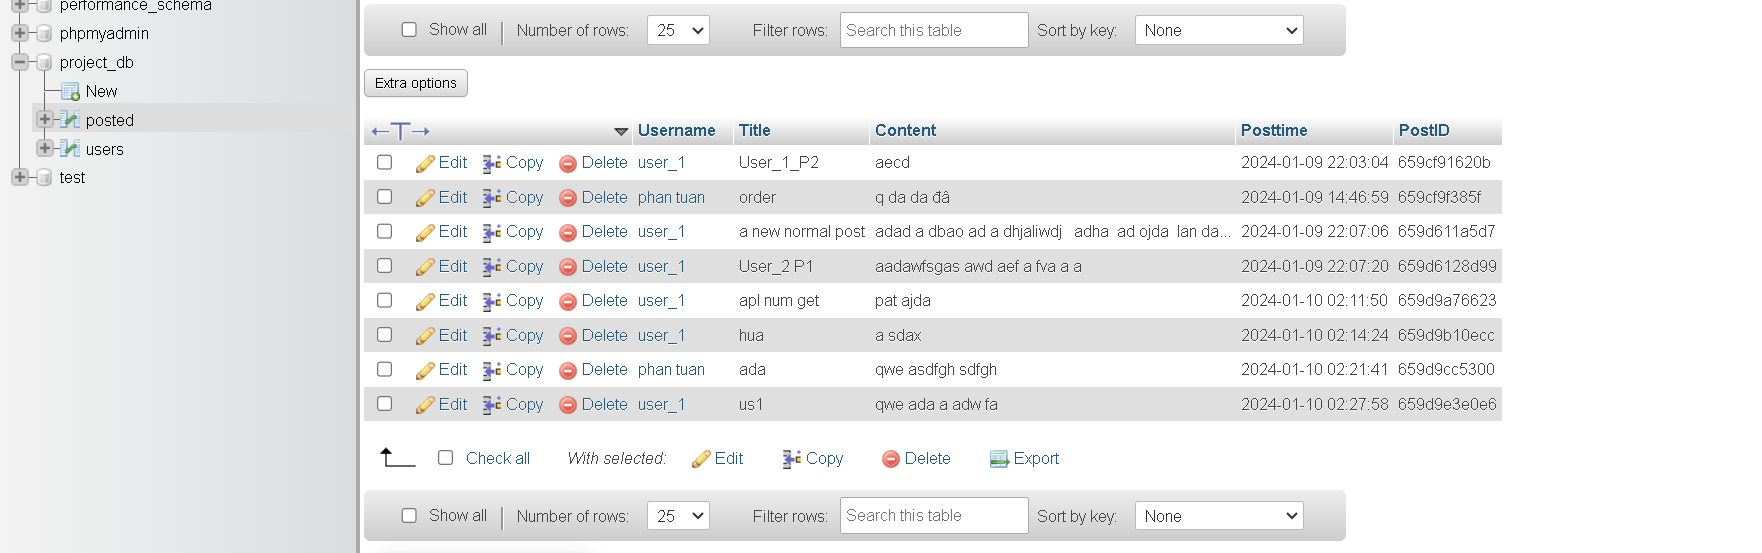 performance_schema
phpmyadmin
project_db
New
posted
users
test
Show all Number of rows: 25 Filter rows: Search this table Sort by key: None
Extra options
Username Title Content Posttime PostID
Edit Copy Delete user_1 User_1_P2 aecd 2024-01-09 22:03:04 659cf91620b
Edit Copy Delete phan tuan order q da da đâ 2024-01-09 14:46:59 659cf9f385f
Edit Copy Delete user_1 a new normal post adad a dbao ad a dhjaliwdj adha ad ojda lan da... 2024-01-09 22:07:06 659d611a5d7
Edit Copy Delete user_1 User_2 P1 aadawfsgas awd aef a fva a a 2024-01-09 22:07:20 659d6128d99
Edit Copy Delete user_1 apl num get pat ajda 2024-01-10 02:11:50 659d9a76623
Edit Copy Delete user_1 hua a sdax 2024-01-10 02:14:24 659d9b10ecc
Edit Copy Delete phan tuan ada qwe asdfgh sdfgh 2024-01-10 02:21:41 659d9cc5300
Edit Copy Delete user_1 us1 qwe ada a adw fa 2024-01-10 02:27:58 659d9e3e0e6
Check all With selected: Edit Copy Delete Export
Show all Number of rows: 25 Filter rows: Search this table Sort by key: None